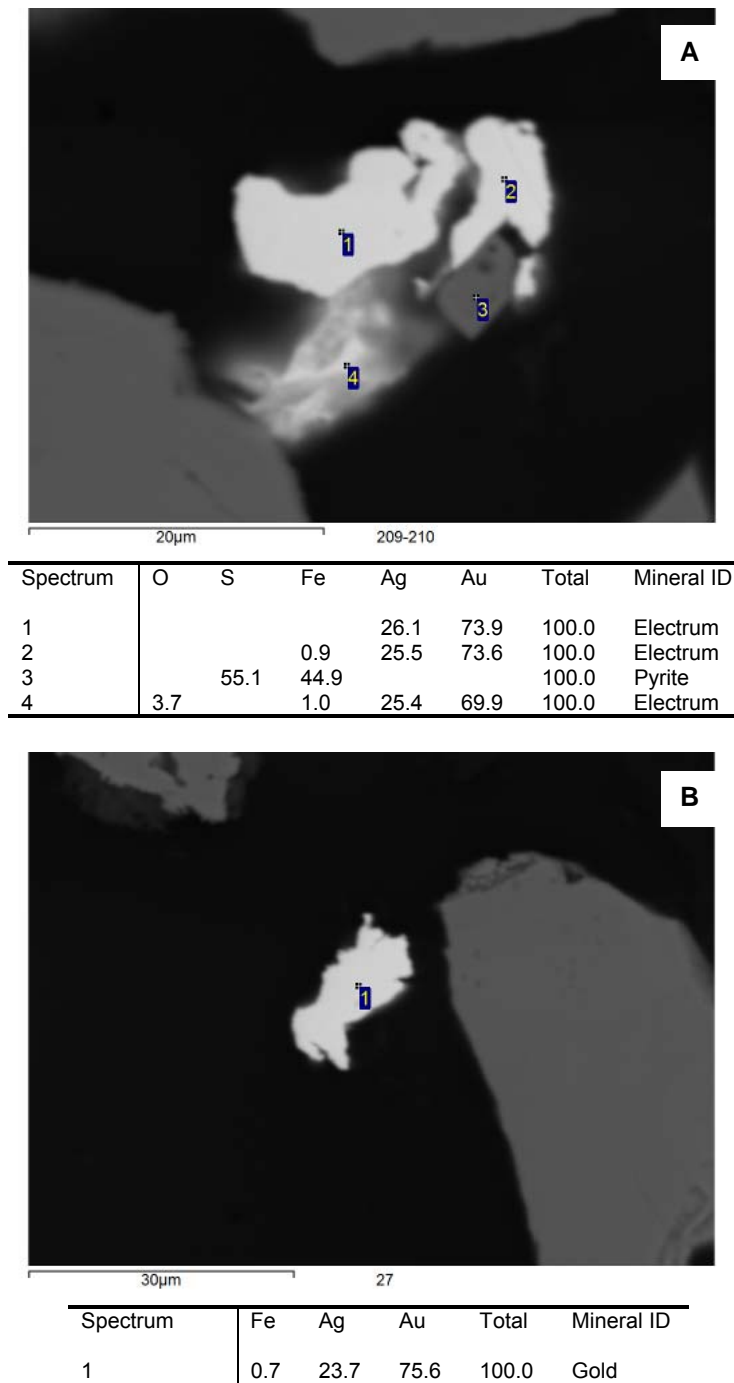 A
1
2
3
4
20µm 209-210
Spectrum O S Fe Ag Au Total Mineral ID
1 26.1 73.9 100.0 Electrum
2 0.9 25.5 73.6 100.0 Electrum
3 55.1 44.9 100.0 Pyrite
4 3.7 1.0 25.4 69.9 100.0 Electrum
B
1
30µm 27
Spectrum Fe Ag Au Total Mineral ID
1 0.7 23.7 75.6 100.0 Gold